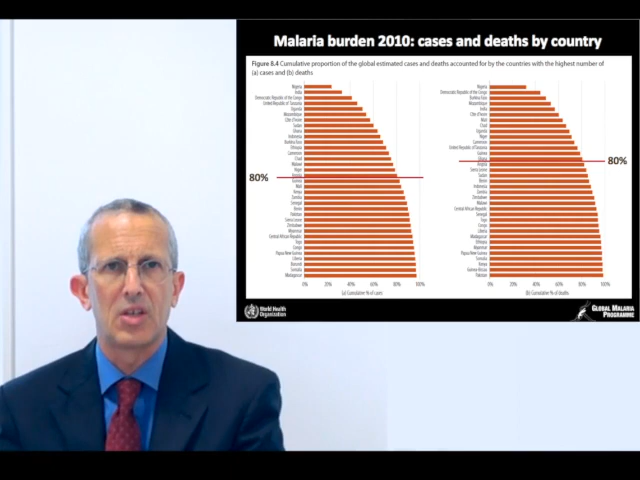 Malaria burden 2010: cases and deaths by country
Figure 8.4 Cumulative proportion of the global estimated cases and deaths accounted for by the countries with the highest number of
(a) cases and (b) deaths
Nigeria
India
Democratic Republic of the Congo
United Republic of Tanzania
Uganda
Mozambique
Côte d'Ivoire
Sudan
Ghana
Indonesia
Burkina Faso
Ethiopia
Cameroon
Chad
Malawi
Niger
80%
Guinea
Mali
Kenya
Zambia
Senegal
Benin
Pakistan
Sierra Leone
Zimbabwe
Myanmar
Central African Republic
Togo
Congo
Papua New Guinea
Liberia
Burundi
Somalia
Madagascar
0% 20% 40% 60% 80% 100%
(a) Cumulative % of cases
Nigeria
Democratic Republic of the Congo
Burkina Faso
Mozambique
India
Côte d'Ivoire
Mali
Chad
Uganda
Niger
Cameroon
United Republic of Tanzania
Guinea
Ghana
80%
Angola
Sierra Leone
Sudan
Benin
Indonesia
Zambia
Zimbabwe
Malawi
Central African Republic
Senegal
Togo
Congo
Liberia
Madagascar
Ethiopia
Myanmar
Papua New Guinea
Somalia
Kenya
Guinea-Bissau
Pakistan
0% 20% 40% 60% 80% 100%
(b) Cumulative % of Deaths
World Health
Organization
GLOBAL MALARIA
PROGRAMME